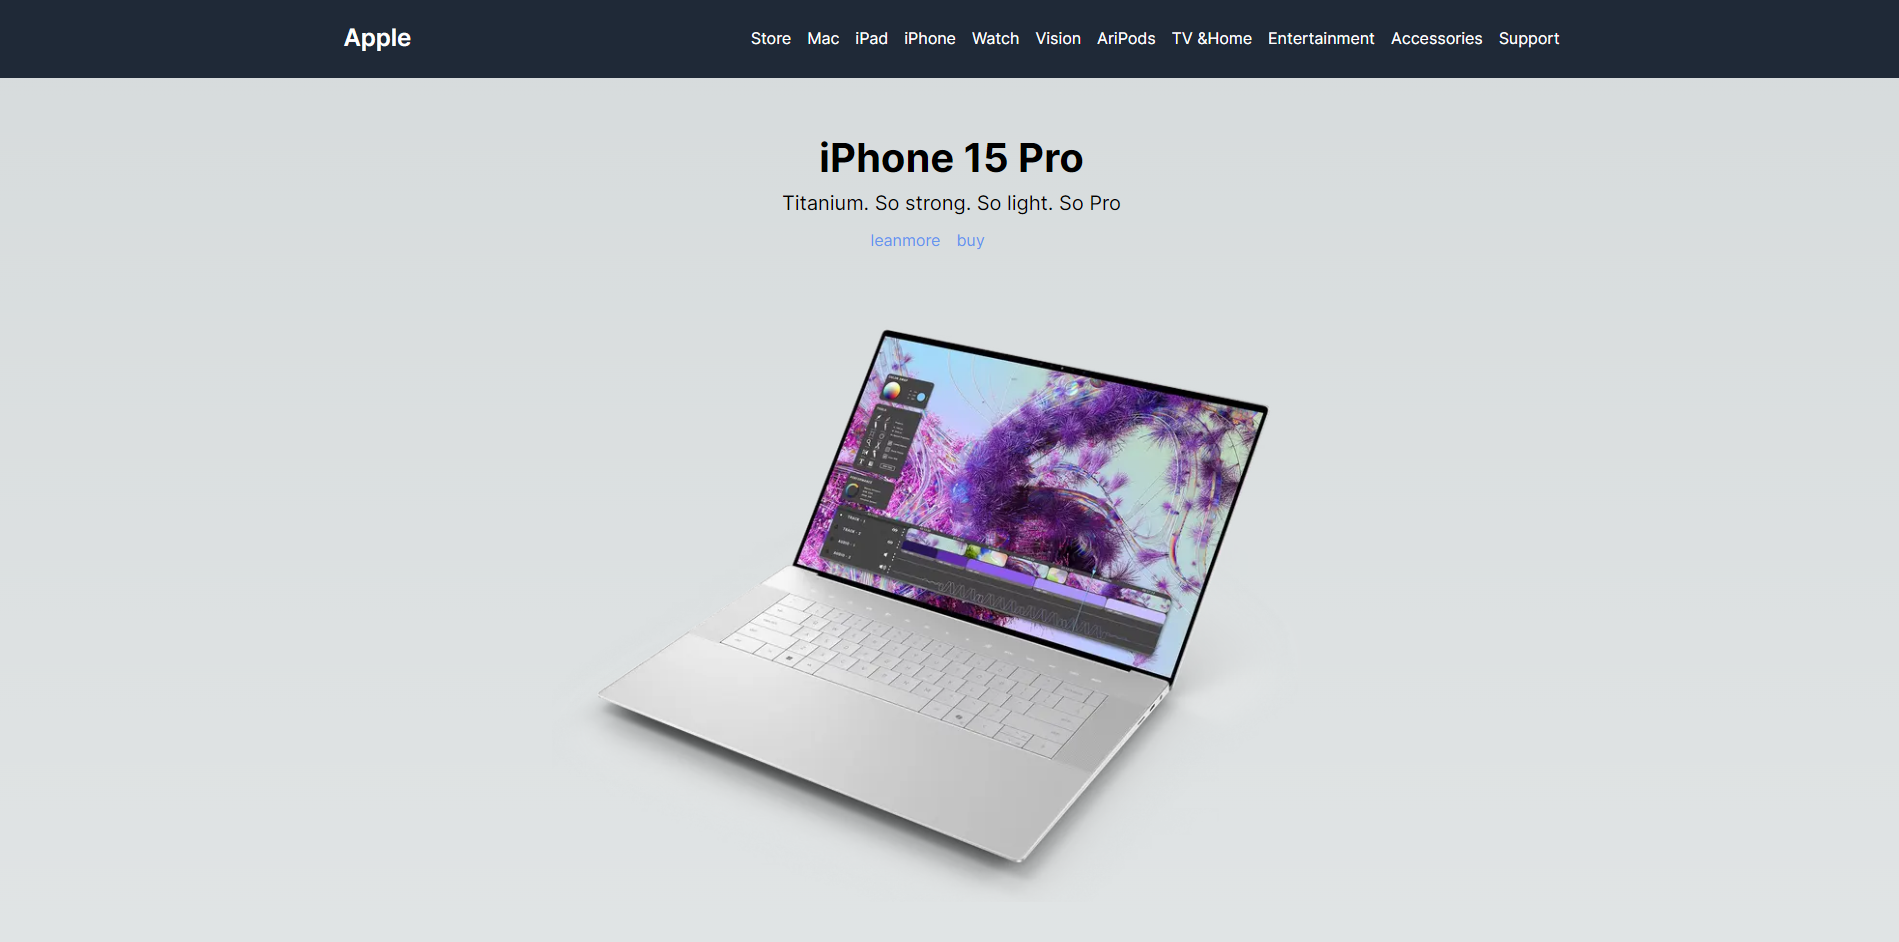 Apple
Store Mac iPad iPhone Watch Vision AriPods TV &Home Entertainment Accessories Support
iPhone 15 Pro
Titanium. So strong. So light. So Pro
leanmore buy